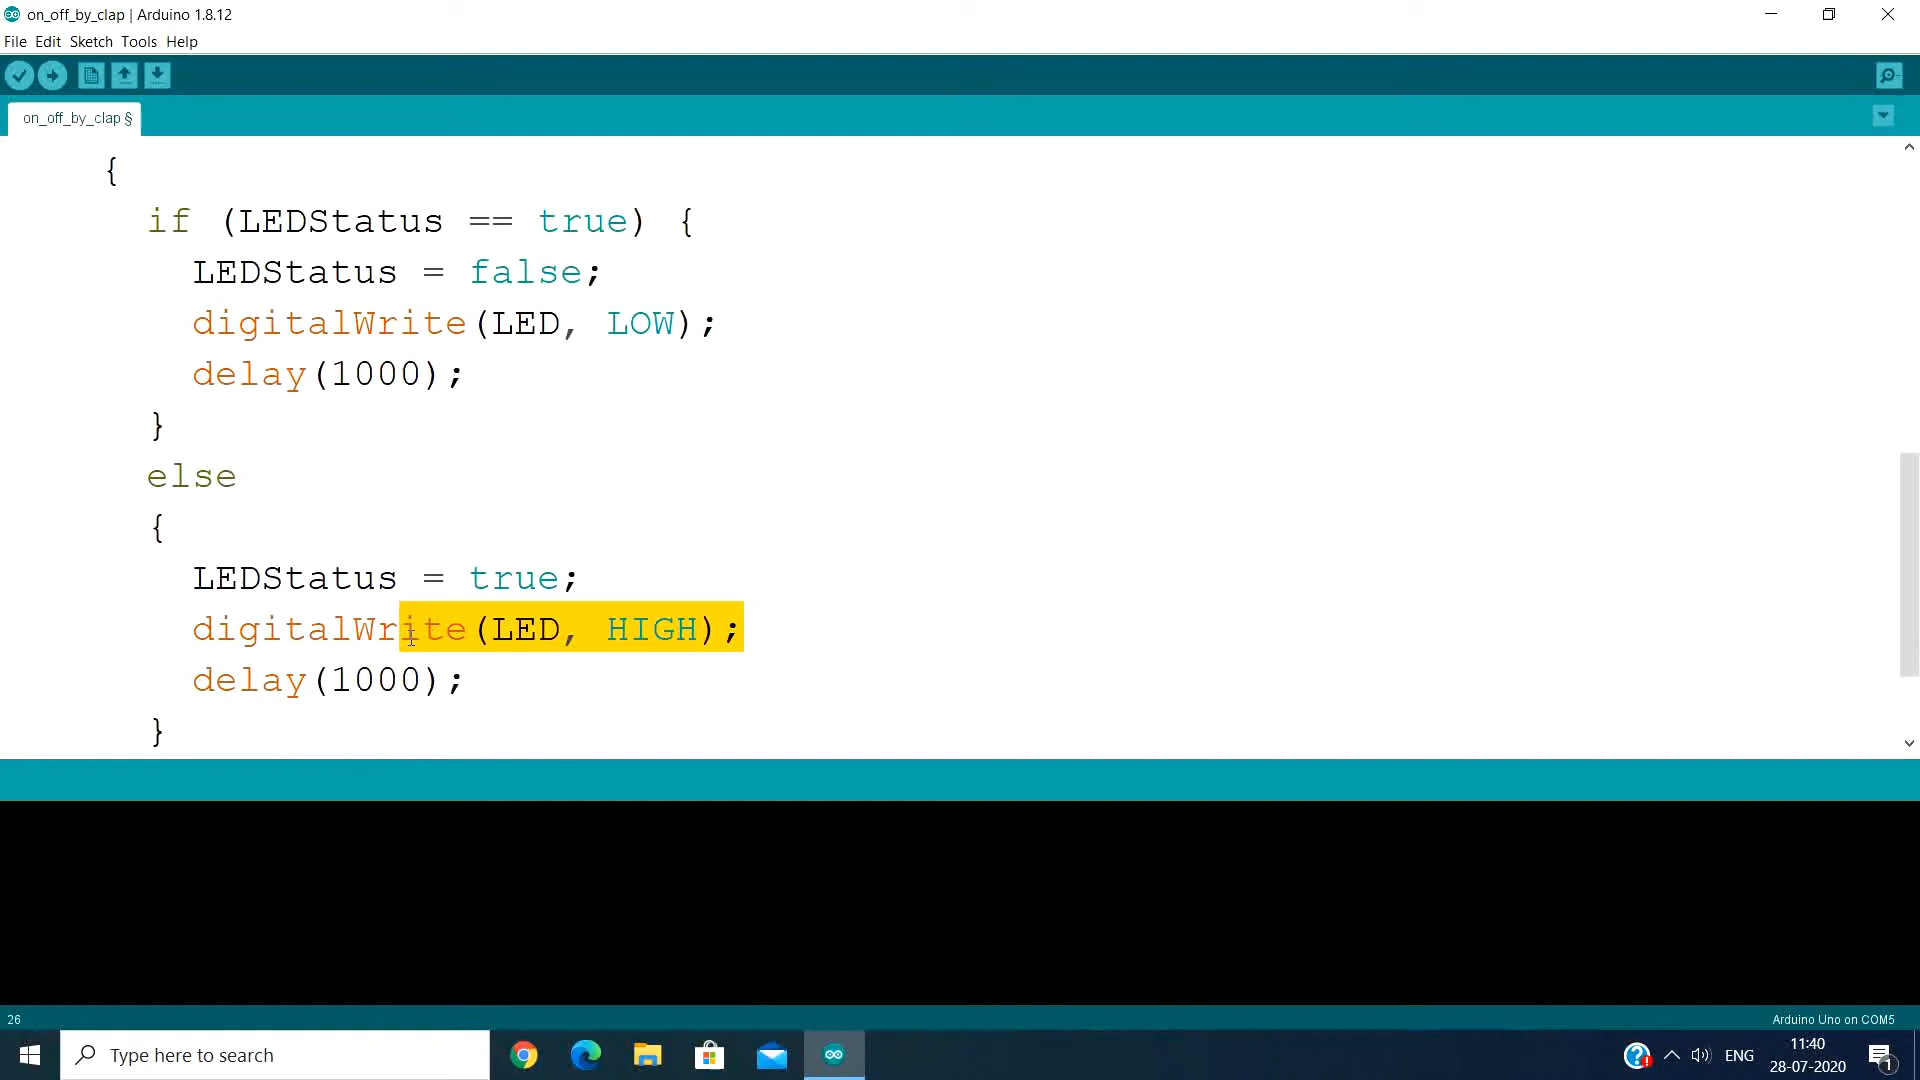 on_off_by_clap | Arduino 1.8.12
File Edit Sketch Tools Help
on_off_by_clap §
{
if (LEDStatus == true) {
LEDStatus = false;
digitalWrite(LED, LOW);
delay(1000);
}
else
{
LEDStatus = true;
digitalWrite(LED, HIGH);
delay(1000);
}
26
Arduino Uno on COM5
Type here to search
ENG
11:40
28-07-2020
1